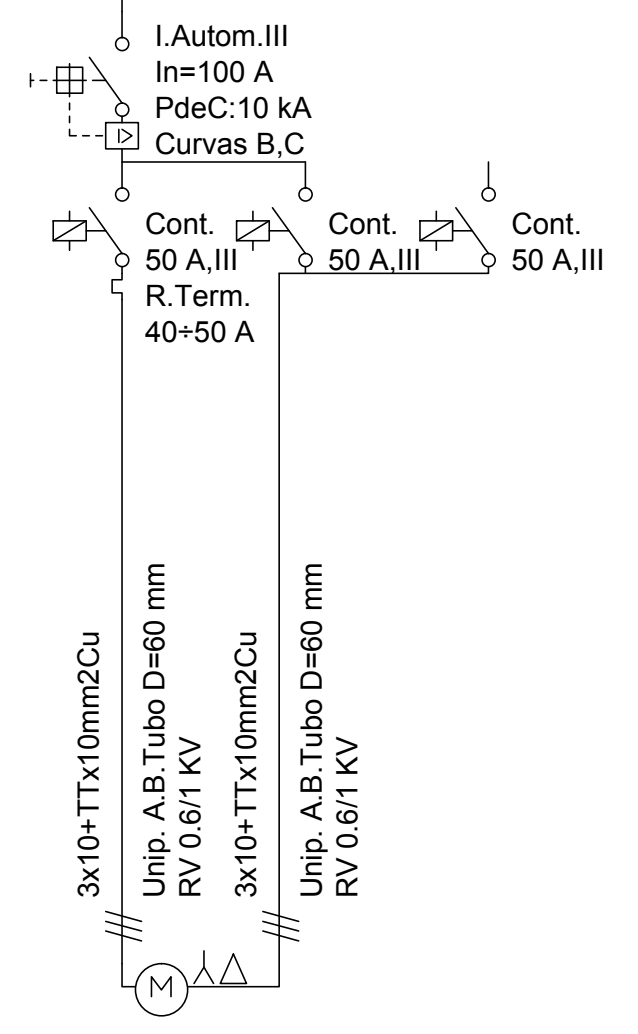 I.Autom.III
In=100 A
PdeC:10 kA
Curvas B,C
Cont.
50 A,III
R.Term.
40÷50 A
Cont.
50 A,III
Cont.
50 A,III
3x10+TTx10mm2Cu
Unip. A.B.Tubo D=60 mm
RV 0.6/1 KV
3x10+TTx10mm2Cu
Unip. A.B.Tubo D=60 mm
RV 0.6/1 KV
M